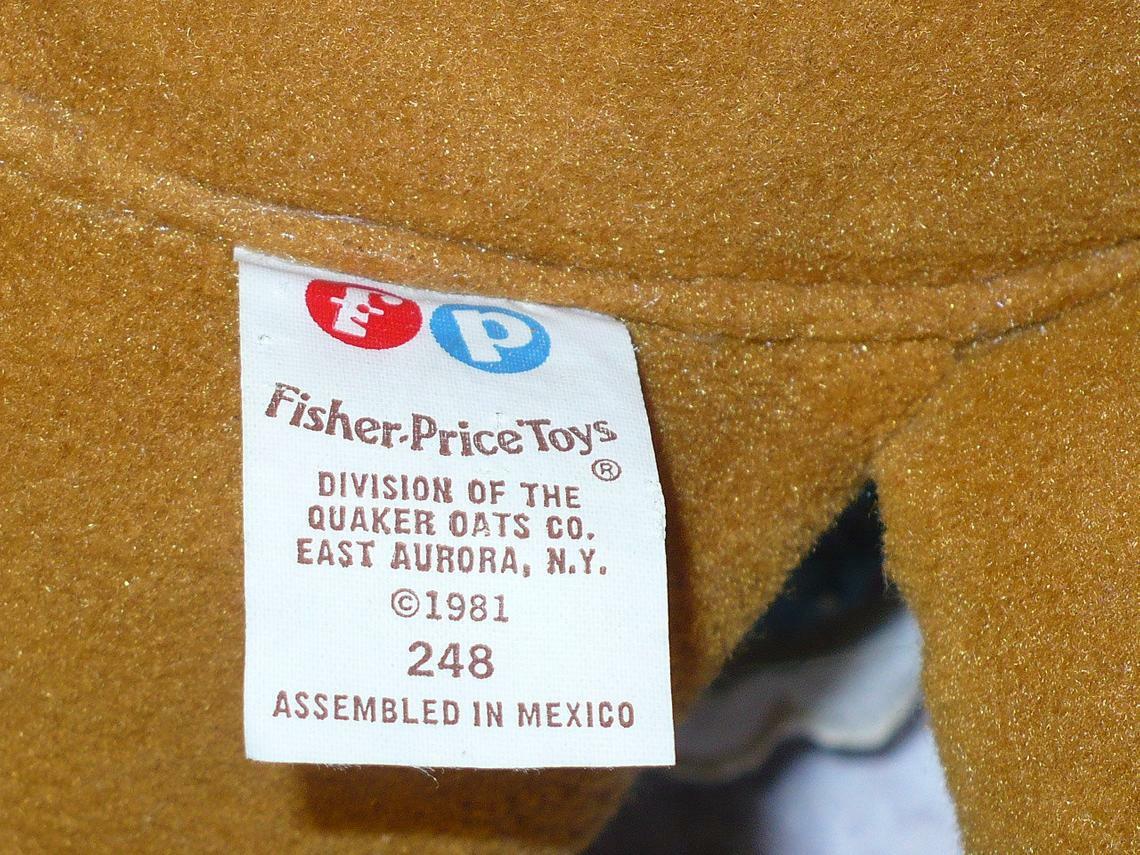 fp
Fisher-Price Toys
®
DIVISION OF THE
QUAKER OATS CO.
EAST AURORA, N.Y.
©1981
248
ASSEMBLED IN MEXICO